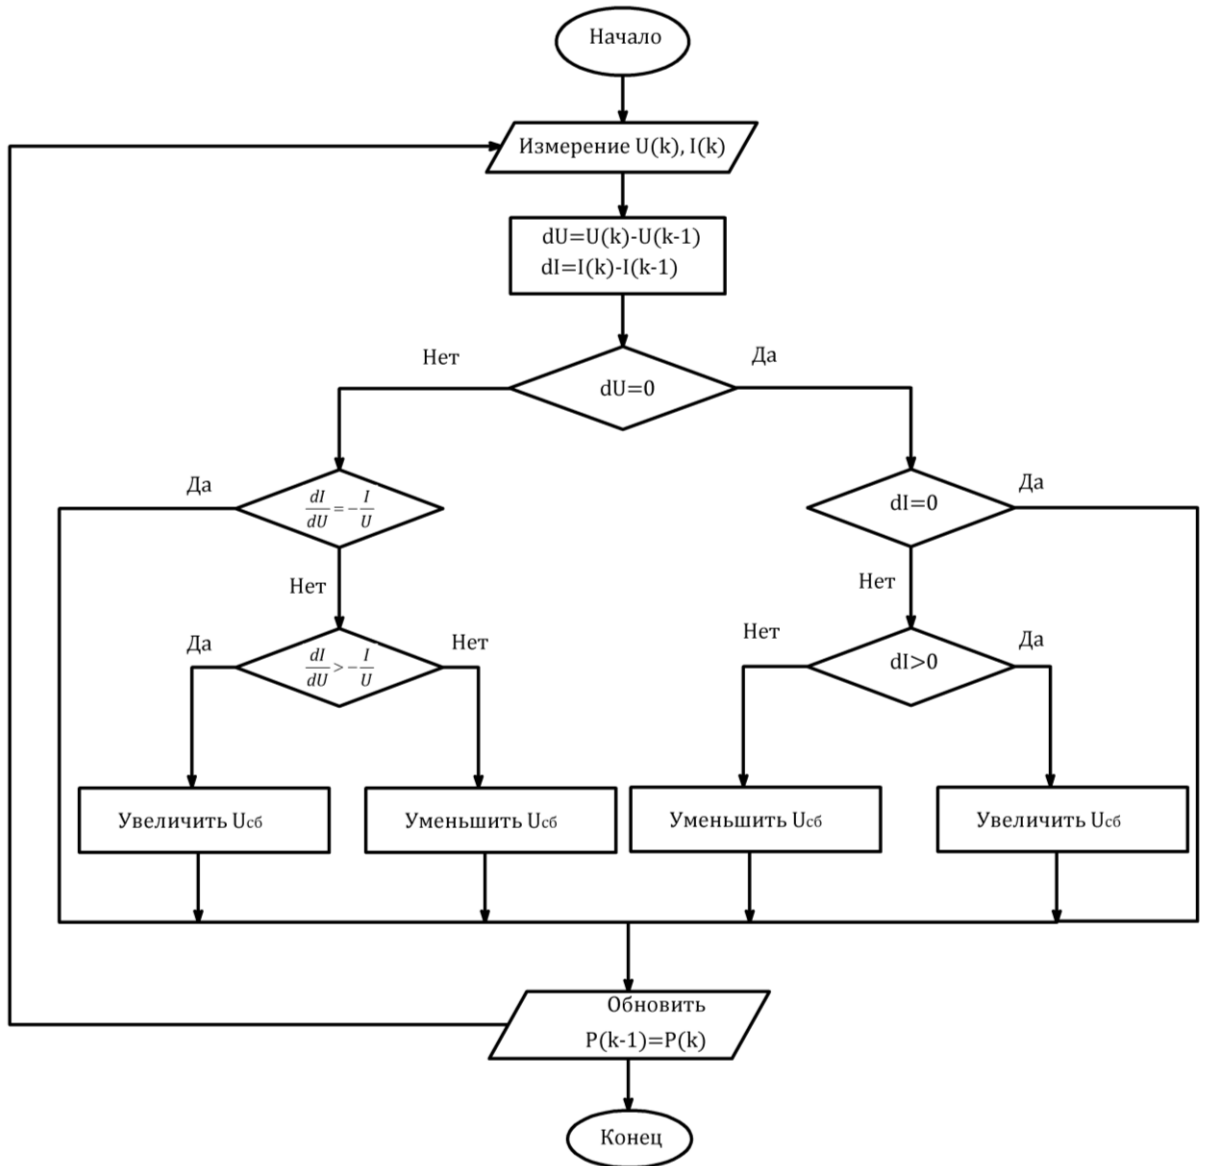 Начало
Измерение U(k), I(k)
dU=U(k)-U(k-1)
dI=I(k)-I(k-1)
Нет
Да
dU=0
Да
dI/dU=-I/U
dI=0
Да
Нет
Нет
Да
dI/dU>-I/U
Нет
Нет
dI>0
Да
Увеличить Uсб
Уменьшить Uсб
Уменьшить Uсб
Увеличить Uсб
Обновить
P(k-1)=P(k)
Конец